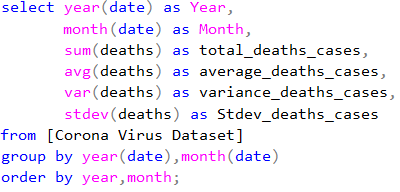 select year(date) as Year,
month(date) as Month,
sum(deaths) as total_deaths_cases,
avg(deaths) as average_deaths_cases,
var(deaths) as variance_deaths_cases,
stdev(deaths) as Stdev_deaths_cases
from [Corona Virus Dataset]
group by year(date),month(date)
order by year,month;